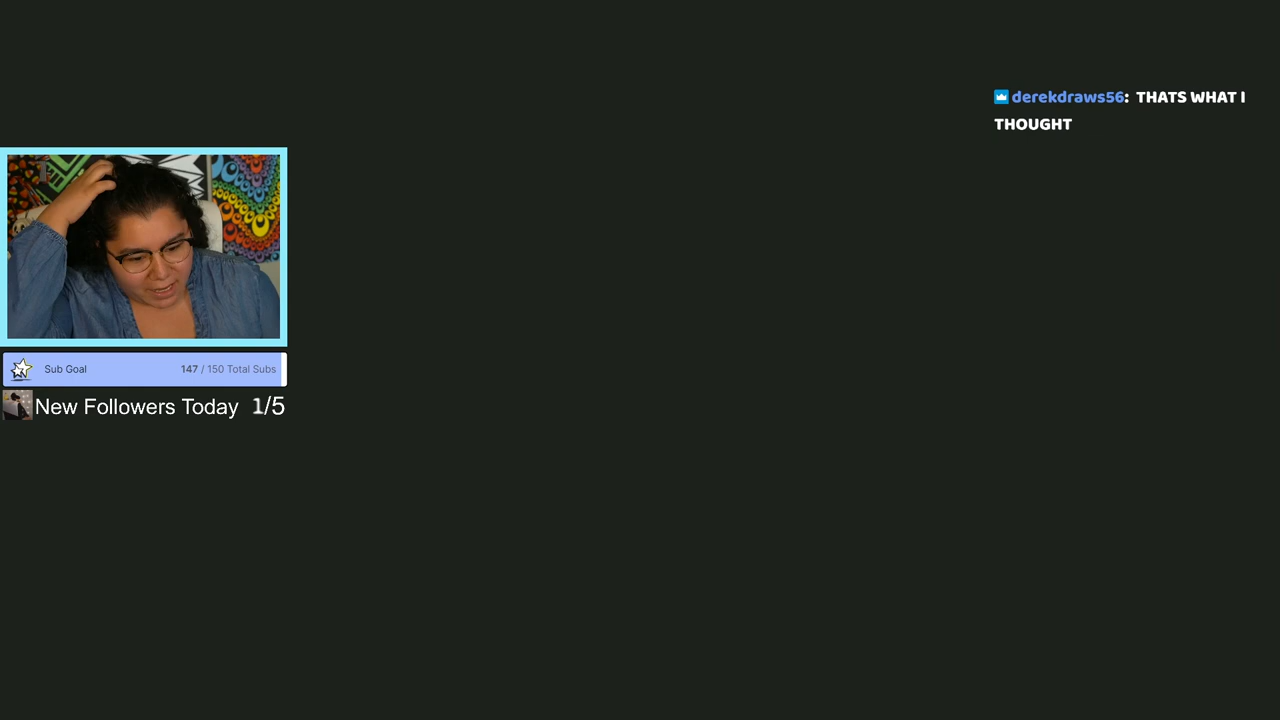 derekdraws56: THATS WHAT I
THOUGHT
Sub Goal 147 / 150 Total Subs
New Followers Today 1/5